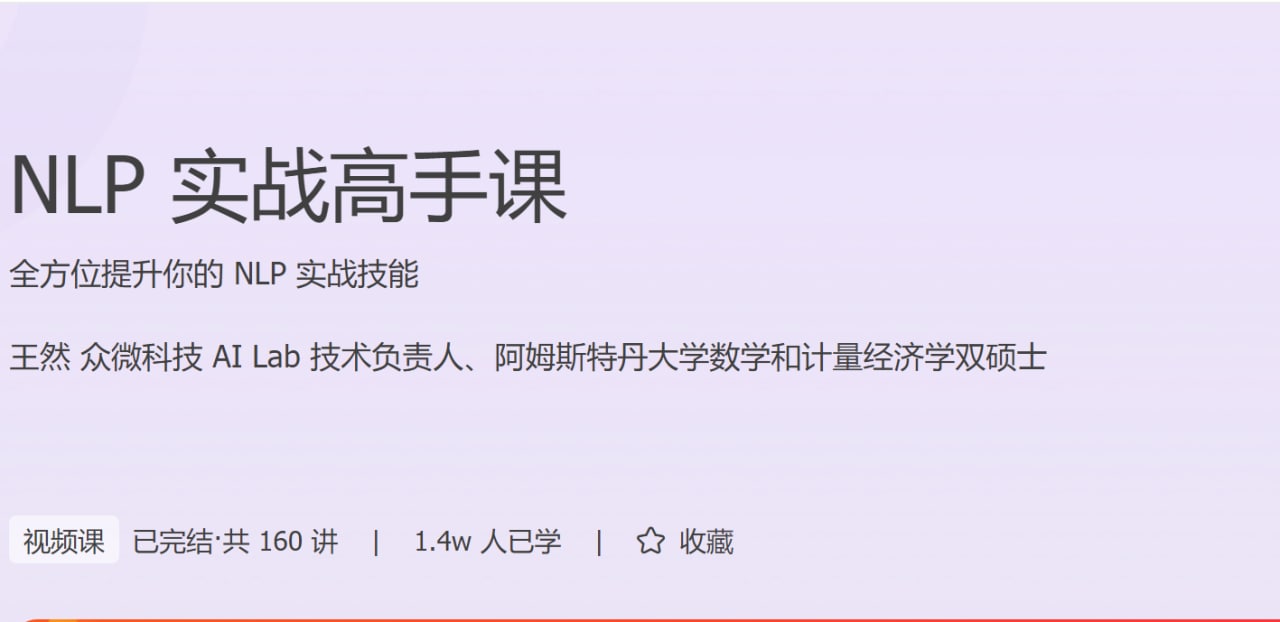 NLP 实战高手课
全方位提升你的 NLP 实战技能
王然 众微科技 AI Lab 技术负责人、阿姆斯特丹大学数学和计量经济学双硕士
视频课 已完结·共 160 讲 | 1.4w 人已学 | 收藏